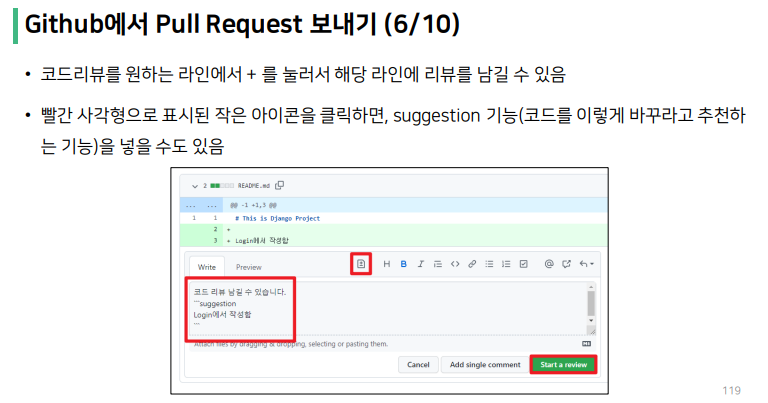 Github에서 Pull Request 보내기 (6/10)
• 코드리뷰를 원하는 라인에서 + 를 눌러서 해당 라인에 리뷰를 남길 수 있음
• 빨간 사각형으로 표시된 작은 아이콘을 클릭하면, suggestion 기능(코드를 이렇게 바꾸라고 추천하
는 기능)을 넣을 수도 있음
2 README.md
... ... @@ -1 +1,3 @@
1 1 # This is Django Project
2 +
3 + Login에서 작성함
Write Preview H B I
코드 리뷰 남길 수 있습니다.
```suggestion
Login에서 작성함
```
Attach files by dragging & dropping, selecting or pasting them.
Cancel Add single comment Start a review
119